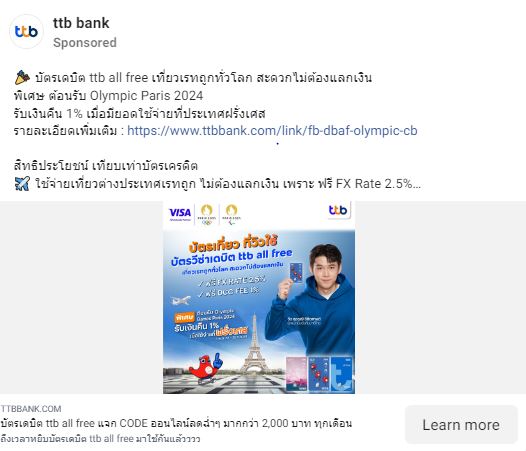 ttb
ttb bank
Sponsored
🎉 บัตรเดบิต ttb all free เที่ยวเรทถูกทั่วโลก สะดวกไม่ต้องแลกเงิน
พิเศษ ต้อนรับ Olympic Paris 2024
รับเงินคืน 1% เมื่อมียอดใช้จ่ายที่ประเทศฝรั่งเศส
รายละเอียดเพิ่มเติม : https://www.ttbbank.com/link/fb-dbaf-olympic-cb
สิทธิประโยชน์ เทียบเท่าบัตรเครดิต
✈️ ใช้จ่ายเที่ยวต่างประเทศเรทถูก ไม่ต้องแลกเงิน เพราะ ฟรี FX Rate 2.5%...
VISA
ttb
บัตรเที่ยว ที่วิวใช้
บัตรวีซ่าเดบิต ttb all free
เที่ยวเรทถูกทั่วโลก สะดวกไม่ต้องแลกเงิน
✓ ฟรี FX RATE 2.5%
✓ ฟรี DCC FEE 1%
พิเศษ
รับเงินคืน 1%
เมื่อใช้จ่ายที่ ฝรั่งเศส
TTBBANK.COM
บัตรเดบิต ttb all free แจก CODE ออนไลน์ลดฉ่ำๆ มากกว่า 2,000 บาท ทุกเดือน
ถึงเวลาหยิบบัตรเดบิต ttb all free มาใช้กันแล้วววว
Learn more